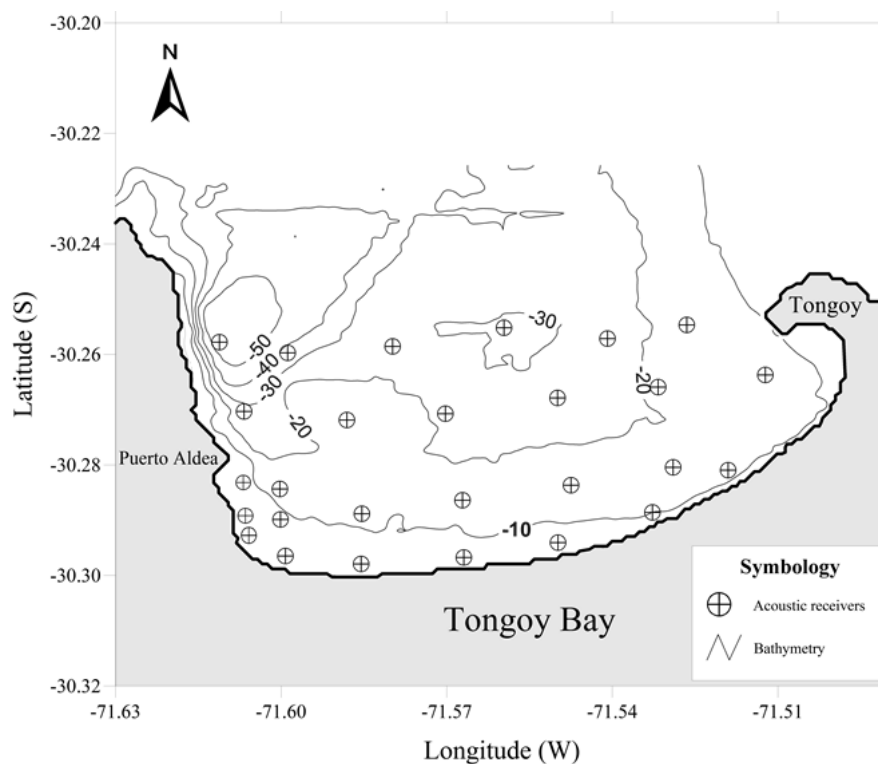 -30.20
N
-30.22
-30.24
Latitude (S)
Tongoy
-30
-50
-30.26
-40
-30
-20
-20
Puerto Aldea
-30.28
-10
-30.30
Symbology
Tongoy Bay
Acoustic receivers
Bathymetry
-30.32
-71.63
-71.60
-71.57
-71.54
-71.51
Longitude (W)